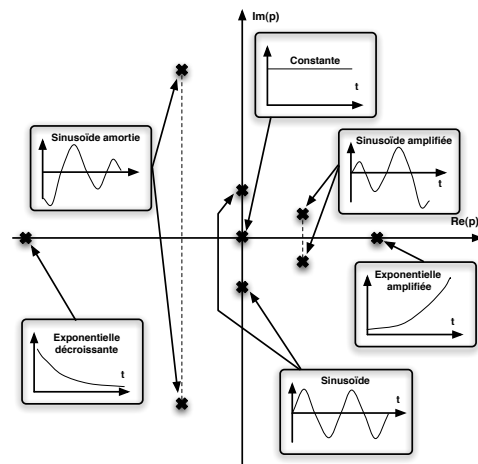 Im(p)
Constante
t
Sinusoïde amortie
t
Sinusoïde amplifiée
t
Re(p)
Exponentielle
amplifiée
t
Exponentielle
décroissante
t
Sinusoïde
t